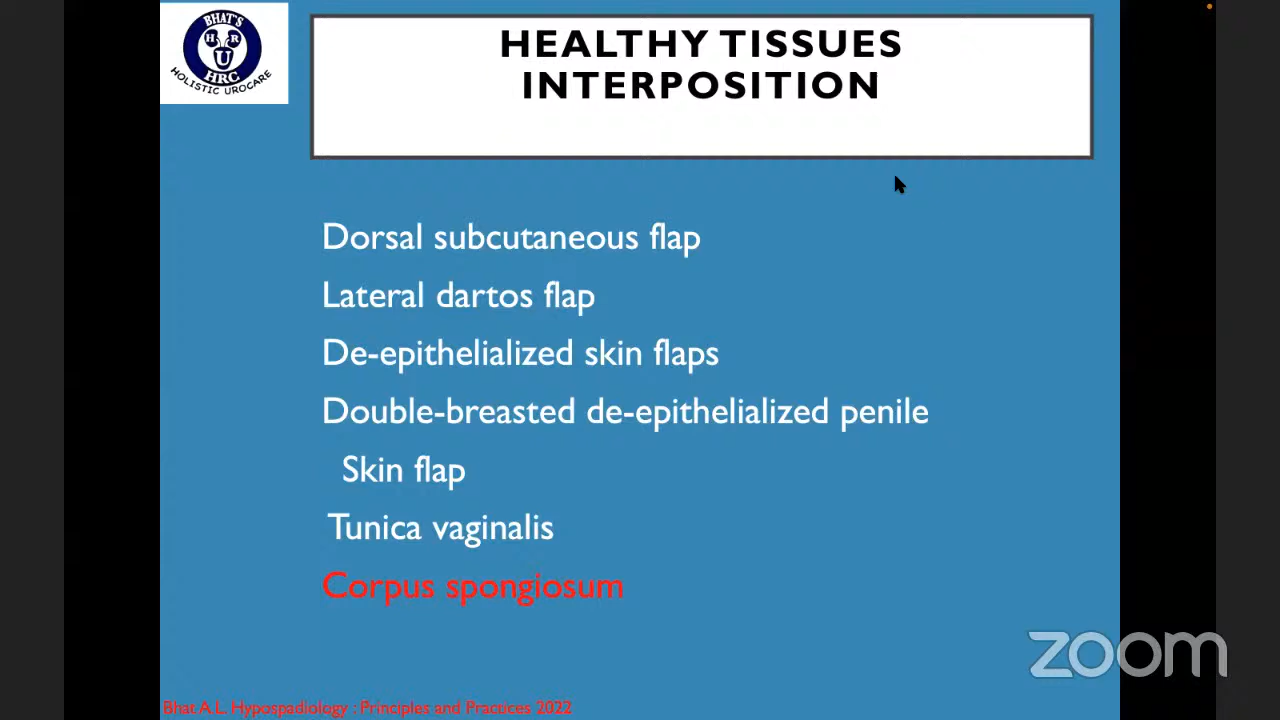 BHAT'S
H R
U
HRC
HOLISTIC UROCARE
HEALTHY TISSUES
INTERPOSITION
Dorsal subcutaneous flap
Lateral dartos flap
De-epithelialized skin flaps
Double-breasted de-epithelialized penile
Skin flap
Tunica vaginalis
Corpus spongiosum
zoom
Bhat A.L. Hypospadiology : Principles and Practices 2022